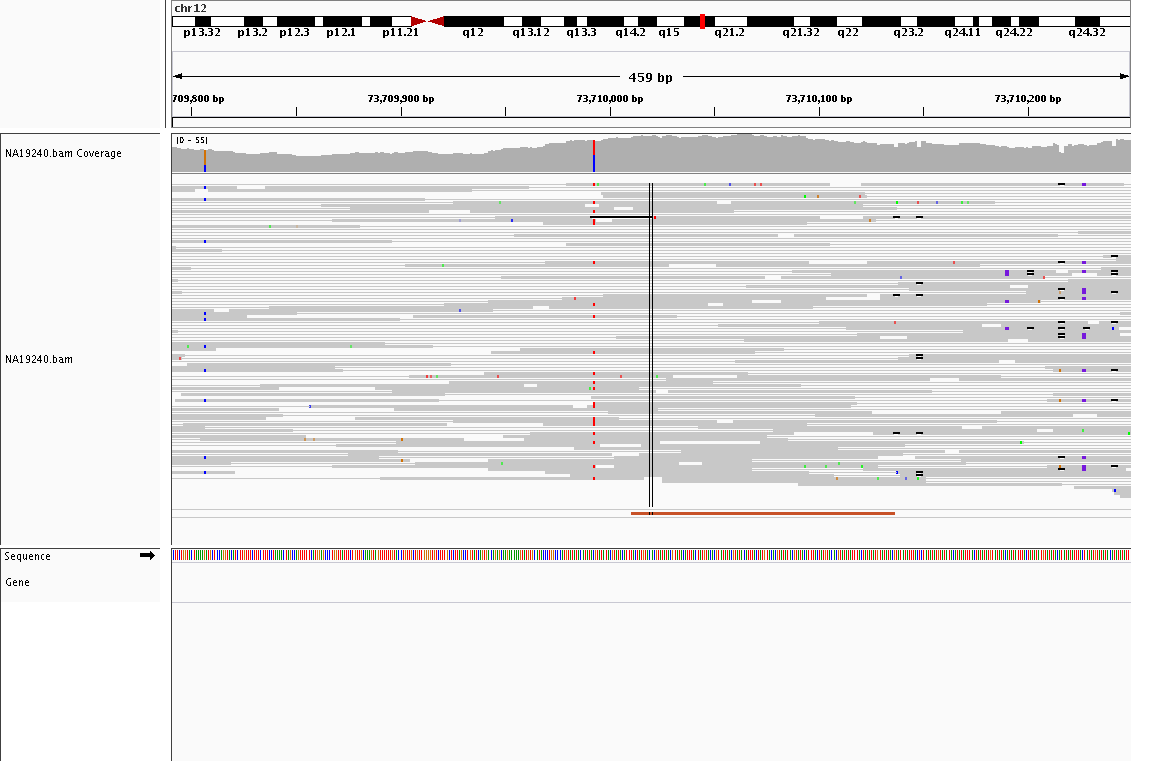 chr12
p13.32 p13.2 p12.3 p12.1 p11.21 q12 q13.12 q13.3 q14.2 q15 q21.2 q21.32 q22 q23.2 q24.11 q24.22 q24.32
459 bp
709,800 bp 73,709,900 bp 73,710,000 bp 73,710,100 bp 73,710,200 bp
[0 - 55]
NA19240.bam Coverage
NA19240.bam
Sequence
Gene